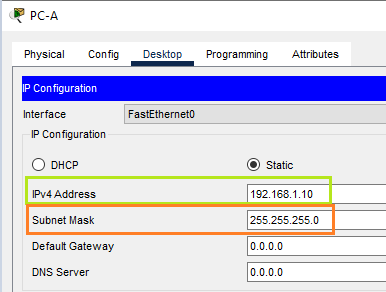 PC-A
Physical Config Desktop Programming Attributes
IP Configuration
Interface FastEthernet0
IP Configuration
DHCP Static
IPv4 Address 192.168.1.10
Subnet Mask 255.255.255.0
Default Gateway 0.0.0.0
DNS Server 0.0.0.0